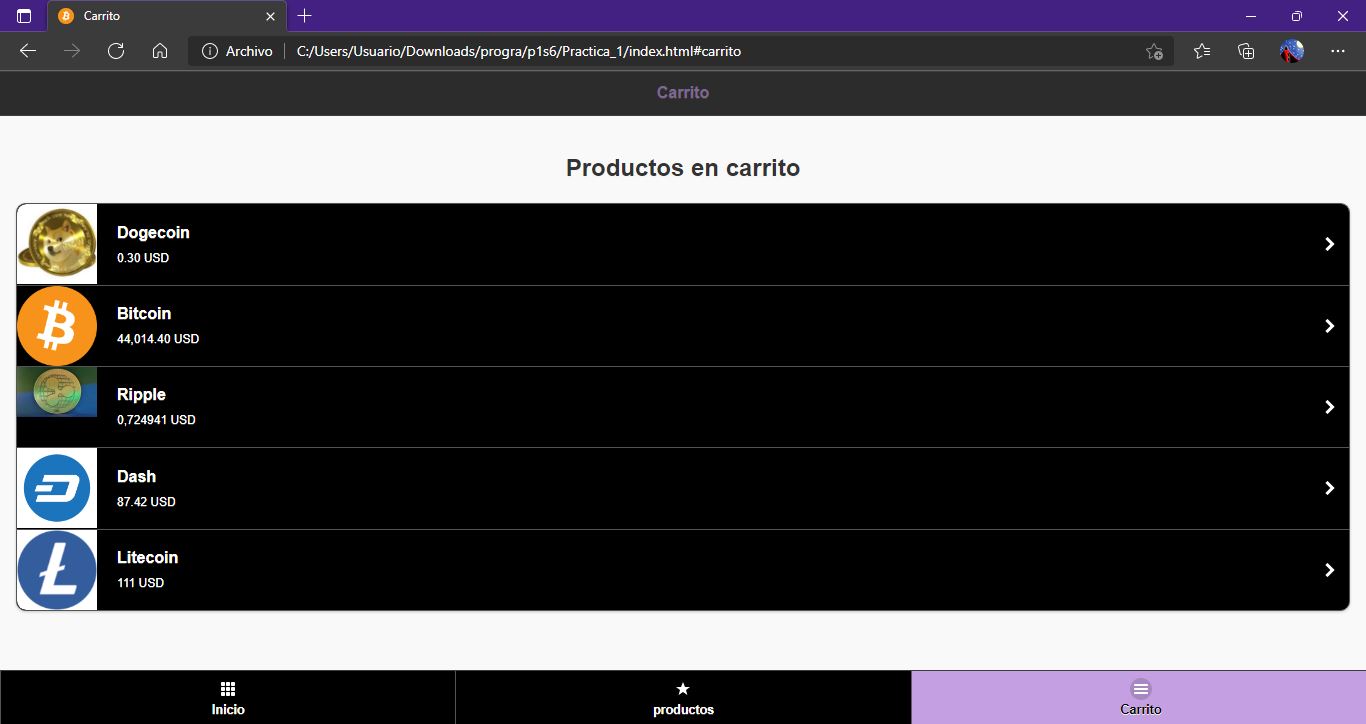 Carrito
Archivo
C:/Users/Usuario/Downloads/progra/p1s6/Practica_1/index.html#carrito
Carrito
Productos en carrito
Dogecoin
0.30 USD
Bitcoin
44,014.40 USD
Ripple
0,724941 USD
Dash
87.42 USD
Litecoin
111 USD
Inicio
productos
Carrito